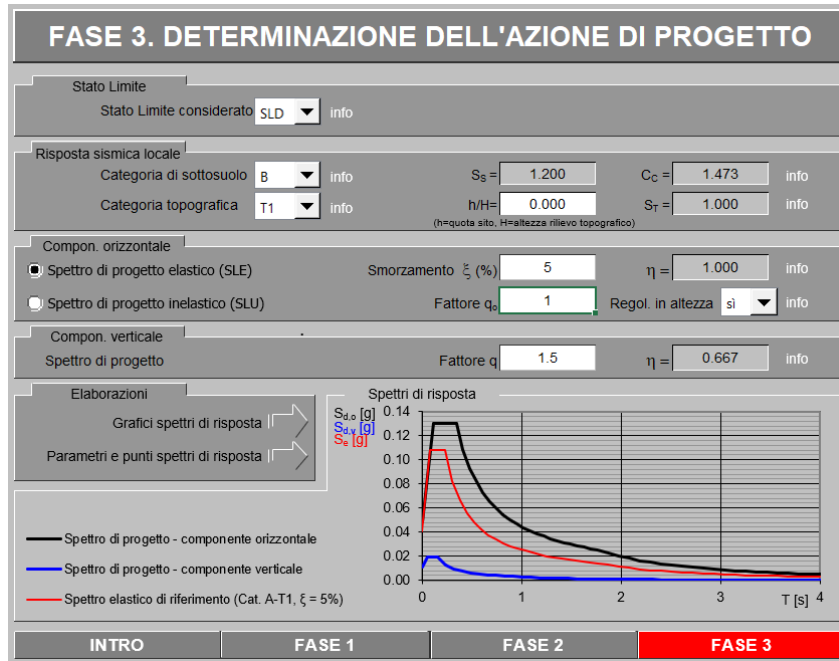 FASE 3. DETERMINAZIONE DELL'AZIONE DI PROGETTO
Stato Limite
Stato Limite considerato SLD info
Risposta sismica locale
Categoria di sottosuolo B info S_S = 1.200 C_C = 1.473 info
Categoria topografica T1 info h/H= 0.000 S_T = 1.000 info
(h=quota sito, H=altezza rilievo topografico)
Compon. orizzontale
Spettro di progetto elastico (SLE) Smorzamento ξ (%) 5 η = 1.000 info
Spettro di progetto inelastico (SLU) Fattore q_o 1 Regol. in altezza sì info
Compon. verticale
Spettro di progetto Fattore q 1.5 η = 0.667 info
Elaborazioni
Grafici spettri di risposta
Parametri e punti spettri di risposta
Spettri di risposta
S_d,o [g]
S_d,v [g]
S_e [g]
0.14
0.12
0.10
0.08
0.06
0.04
0.02
0.00
0 1 2 3 T [s] 4
Spettro di progetto - componente orizzontale
Spettro di progetto - componente verticale
Spettro elastico di riferimento (Cat. A-T1, ξ = 5%)
INTRO FASE 1 FASE 2 FASE 3